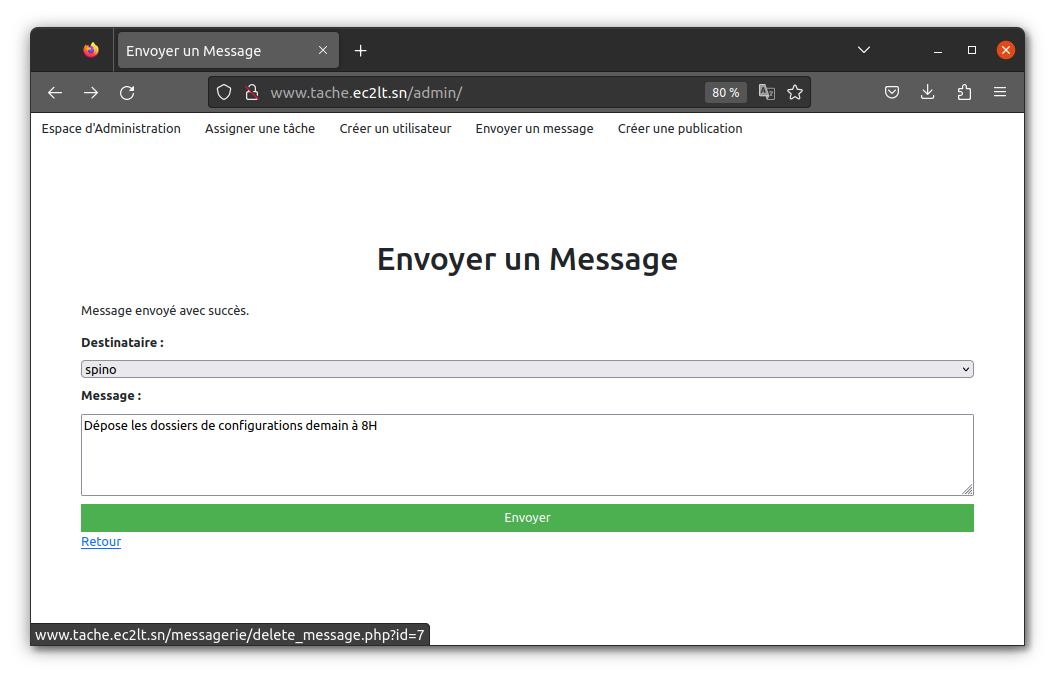 Envoyer un Message
www.tache.ec2lt.sn/admin/
80 %
Espace d'Administration Assigner une tâche Créer un utilisateur Envoyer un message Créer une publication
Envoyer un Message
Message envoyé avec succès.
Destinataire :
spino
Message :
Dépose les dossiers de configurations demain à 8H
Envoyer
Retour
www.tache.ec2lt.sn/messagerie/delete_message.php?id=7